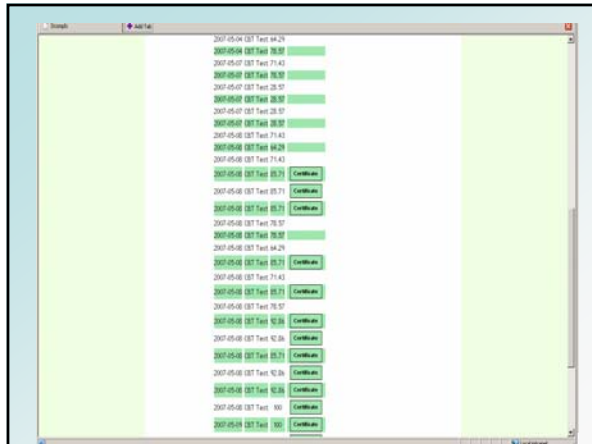 Example Add Tab
2007-05-04 CBT Test 64.29
2007-05-04 CBT Test 78.57
2007-05-07 CBT Test 71.43
2007-05-07 CBT Test 78.57
2007-05-07 CBT Test 28.57
2007-05-07 CBT Test 28.57
2007-05-07 CBT Test 28.57
2007-05-07 CBT Test 28.57
2007-05-08 CBT Test 71.43
2007-05-08 CBT Test 64.29
2007-05-08 CBT Test 71.43
2007-05-08 CBT Test 85.71 Certificate
2007-05-08 CBT Test 85.71 Certificate
2007-05-08 CBT Test 85.71 Certificate
2007-05-08 CBT Test 78.57
2007-05-08 CBT Test 78.57
2007-05-08 CBT Test 64.29
2007-05-08 CBT Test 85.71 Certificate
2007-05-08 CBT Test 71.43
2007-05-08 CBT Test 85.71 Certificate
2007-05-08 CBT Test 78.57
2007-05-08 CBT Test 92.86 Certificate
2007-05-08 CBT Test 92.86 Certificate
2007-05-08 CBT Test 85.71 Certificate
2007-05-08 CBT Test 92.86 Certificate
2007-05-08 CBT Test 92.86 Certificate
2007-05-08 CBT Test 100 Certificate
2007-05-09 CBT Test 100 Certificate
Local intranet